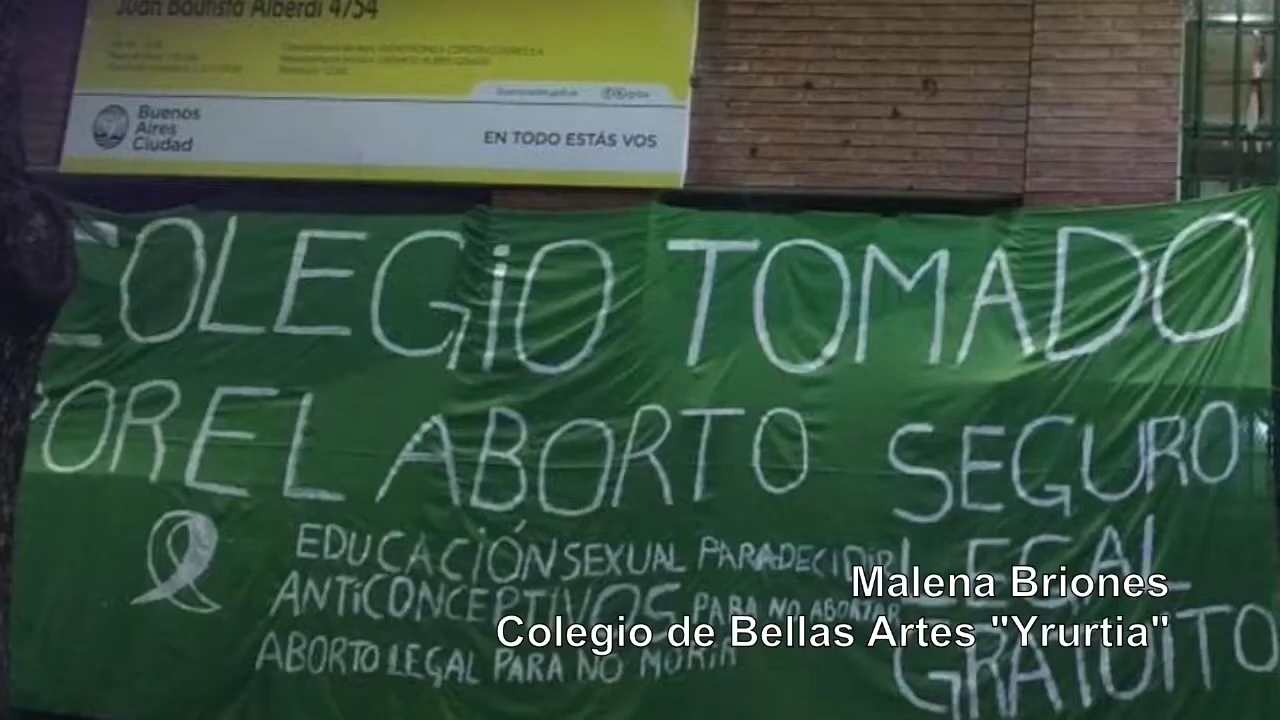 Juan Bautista Alberdi 4754
Buenos
Aires
Ciudad
EN TODO ESTÁS VOS
COLEGiO TOMADO
POR EL ABORTO SEGURO
LEGAL
GRATUITO
EDUCACIÓN SEXUAL PARA DECIDIR
ANTiCONCEPTIVOS PARA NO ABORTAR
ABORTO LEGAL PARA NO MORIR
Malena Briones
Colegio de Bellas Artes "Yrurtia"